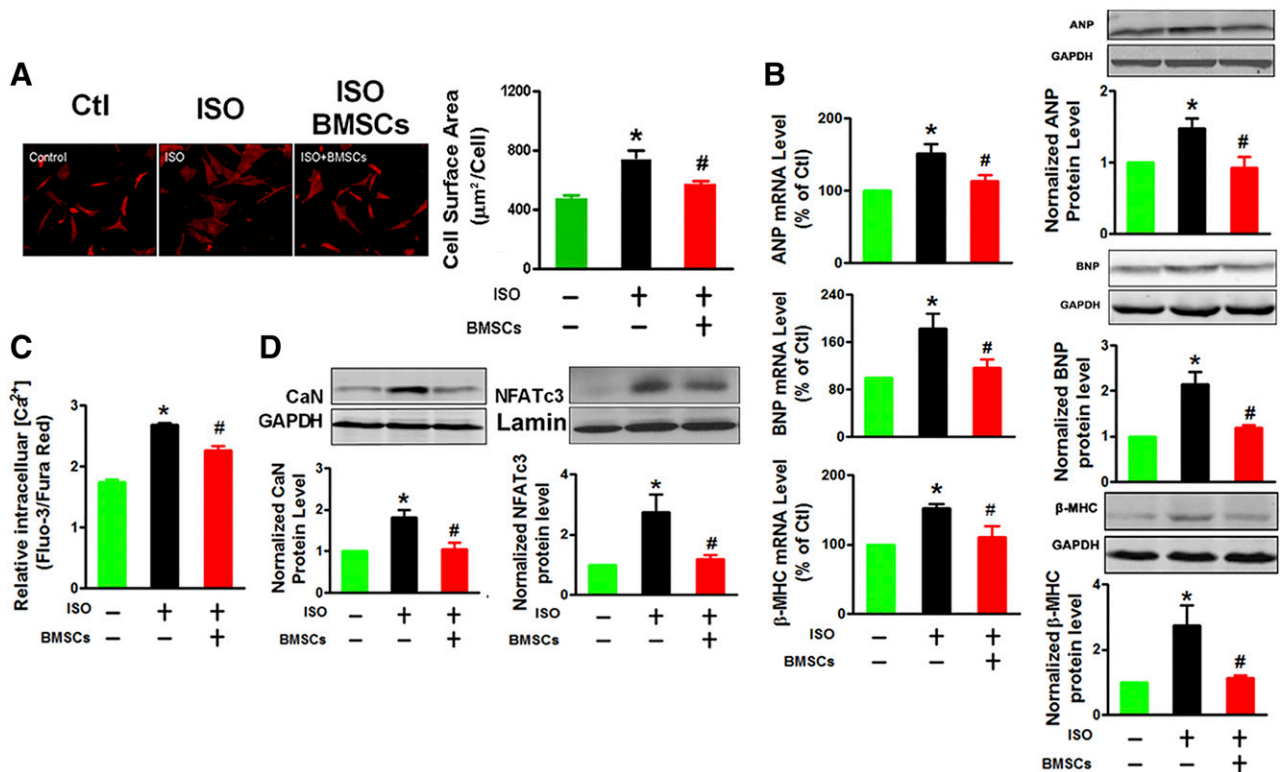 A
Ctl
ISO
ISO
BMSCs
Control
ISO
ISO+BMSCs
Cell Surface Area
(μm²/Cell)
1200
800
400
0
*
#
ISO
− + +
BMSCs
− − +
B
ANP mRNA Level
(% of Ctl)
200
100
0
*
#
BNP mRNA Level
(% of Ctl)
240
160
80
0
*
#
β-MHC mRNA Level
(% of Ctl)
200
100
0
*
#
ISO
− + +
BMSCs
− − +
ANP
GAPDH
Normalized ANP
Protein Level
2
1
0
*
#
BNP
GAPDH
Normalized BNP
protein level
3
2
1
0
*
#
β-MHC
GAPDH
Normalized β-MHC
protein level
4
2
0
*
#
ISO
− + +
BMSCs
− − +
C
Relative intracelluar [Ca²⁺]
(Fluo-3/Fura Red)
3
2
1
0
*
#
ISO
− + +
BMSCs
− − +
D
CaN
GAPDH
Normalized CaN
Protein Level
3
2
1
0
*
#
ISO
− + +
BMSCs
− − +
NFATc3
Lamin
Normalized NFATc3
protein level
4
2
0
*
#
ISO
− + +
BMSCs
− − +